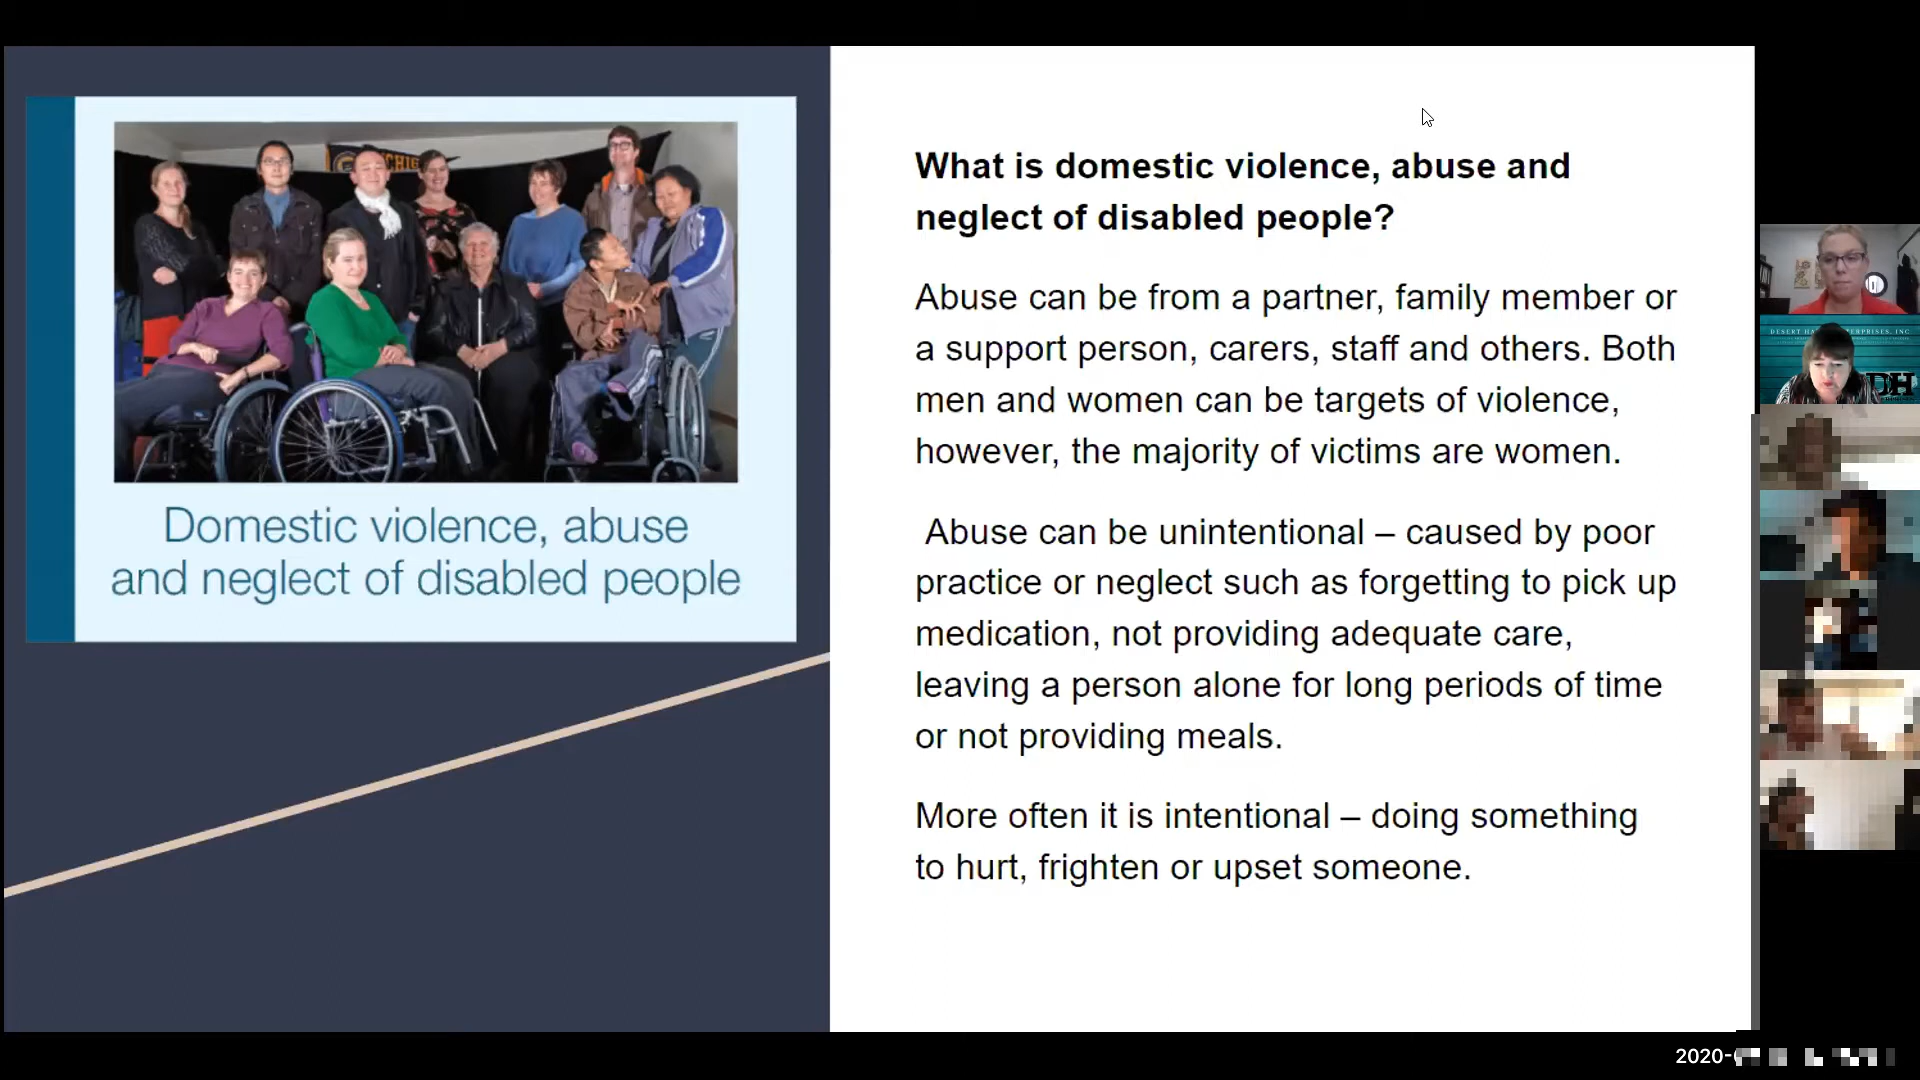 CHIG
Domestic violence, abuse
and neglect of disabled people
What is domestic violence, abuse and
neglect of disabled people?
Abuse can be from a partner, family member or
a support person, carers, staff and others. Both
men and women can be targets of violence,
however, the majority of victims are women.
Abuse can be unintentional – caused by poor
practice or neglect such as forgetting to pick up
medication, not providing adequate care,
leaving a person alone for long periods of time
or not providing meals.
More often it is intentional – doing something
to hurt, frighten or upset someone.
DH
2020-